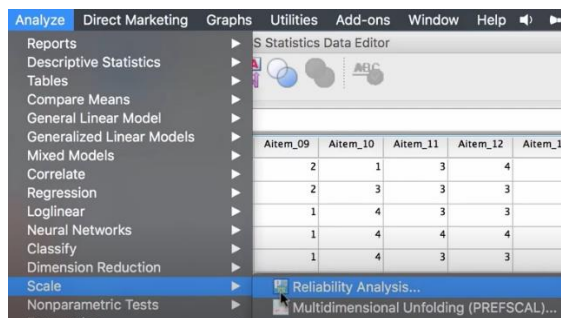 Analyze Direct Marketing Graphs Utilities Add-ons Window Help
Reports
S Statistics Data Editor
Descriptive Statistics
Tables
Compare Means
General Linear Model
Generalized Linear Models
Aitem_09 Aitem_10 Aitem_11 Aitem_12 Aitem_1
Mixed Models
2 1 3 4
Correlate
2 3 3 3
Regression
Loglinear
1 4 3 3
Neural Networks
1 4 4 4
Classify
1 4 3 3
Dimension Reduction
Scale
Reliability Analysis...
Nonparametric Tests
Multidimensional Unfolding (PREFSCAL)...